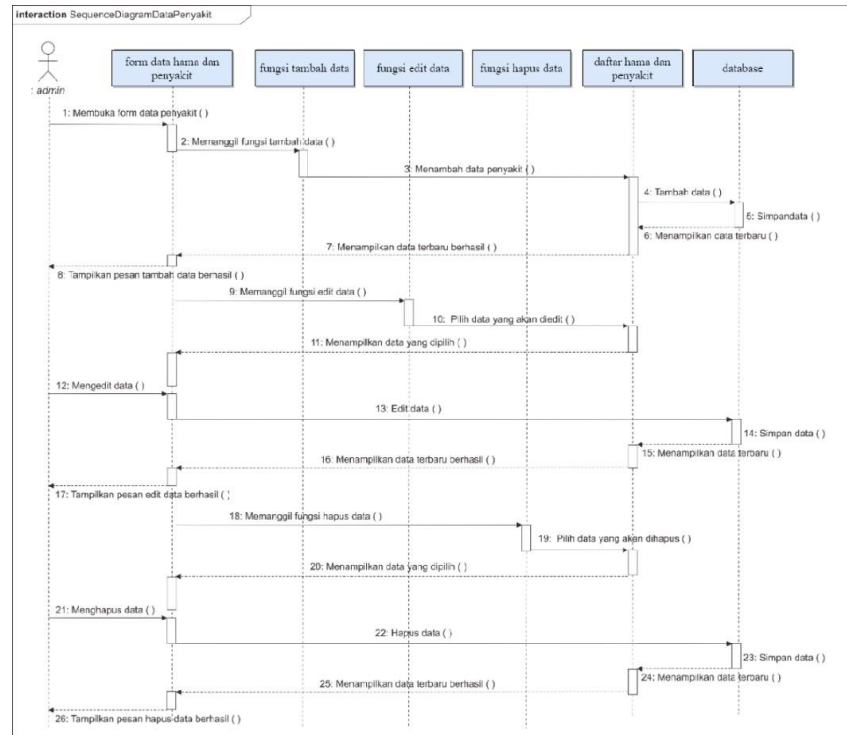 interaction SequenceDiagramDataPenyakit
: admin
form data hama dan
penyakit
fungsi tambah data
fungsi edit data
fungsi hapus data
daftar hama dan
penyakit
database
1: Membuka form data penyakit ( )
2: Memanggil fungsi tambah data ( )
3: Menambah data penyakit ( )
4: Tambah data ( )
5: Simpandata ( )
6: Menampilkan data terbaru ( )
7: Menampilkan data terbaru berhasil ( )
8: Tampilkan pesan tambah data berhasil ( )
9: Memanggil fungsi edit data ( )
10: Pilih data yang akan diedit ( )
11: Menampilkan data yang dipilih ( )
12: Mengedit data ( )
13: Edit data ( )
14: Simpan data ( )
15: Menampilkan data terbaru ( )
16: Menampilkan data terbaru berhasil ( )
17: Tampilkan pesan edit data berhasil ( )
18: Memanggil fungsi hapus data ( )
19: Pilih data yang akan dihapus ( )
20: Menampilkan data yang dipilih ( )
21: Menghapus data ( )
22: Hapus data ( )
23: Simpan data ( )
24: Menampilkan data terbaru ( )
25: Menampilkan data terbaru berhasil ( )
26: Tampilkan pesan hapus data berhasil ( )